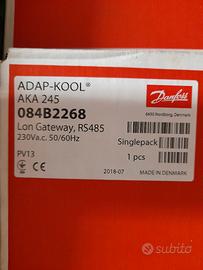 ADAP-KOOL®
AKA 245
084B2268
Lon Gateway, RS485
230Va.c. 50/60Hz
PV13
Danfoss
6430 Nordborg, Denmark
Singlepack
1 pcs
2018-07
MADE IN DENMARK
subito